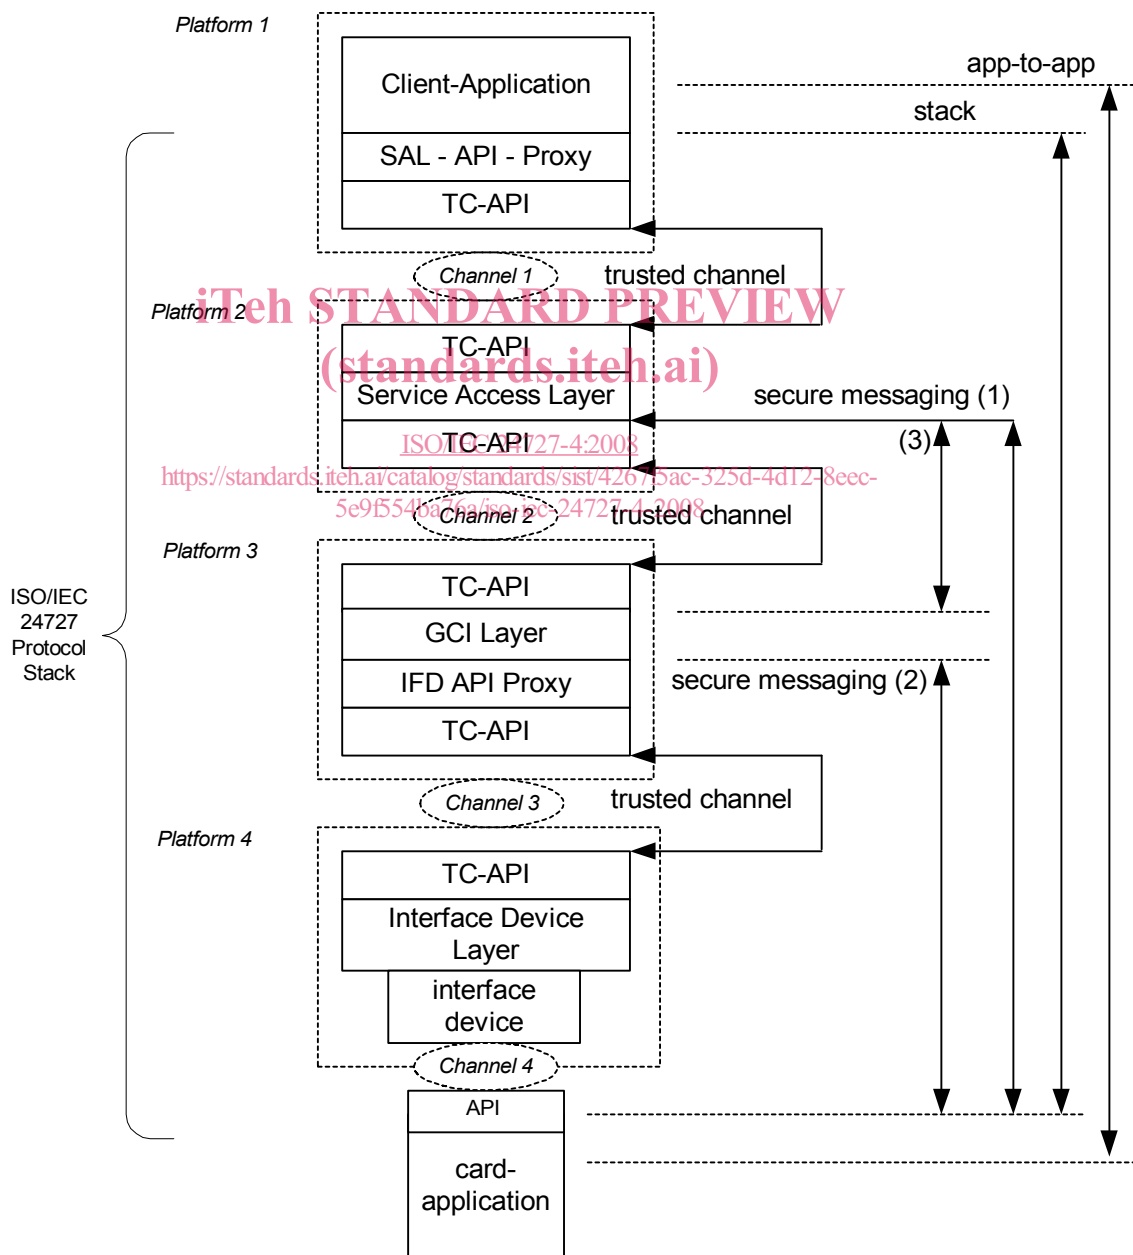 Platform 1
app-to-app
Client-Application
stack
SAL - API - Proxy
TC-API
Channel 1
trusted channel
iTeh STANDARD PREVIEW
Platform 2
TC-API
(standards.iteh.ai)
Service Access Layer
secure messaging (1)
ISO/IEC 24727-4:2008
TC-API
(3)
https://standards.iteh.ai/catalog/standards/sist/426715ac-325d-4d12-8eec-
5e9f554ba76a/iso-iec-24727-4-2008
Channel 2
trusted channel
Platform 3
TC-API
ISO/IEC
24727
Protocol
Stack
GCI Layer
IFD API Proxy
secure messaging (2)
TC-API
Channel 3
trusted channel
Platform 4
TC-API
Interface Device
Layer
interface
device
Channel 4
API
card-
application